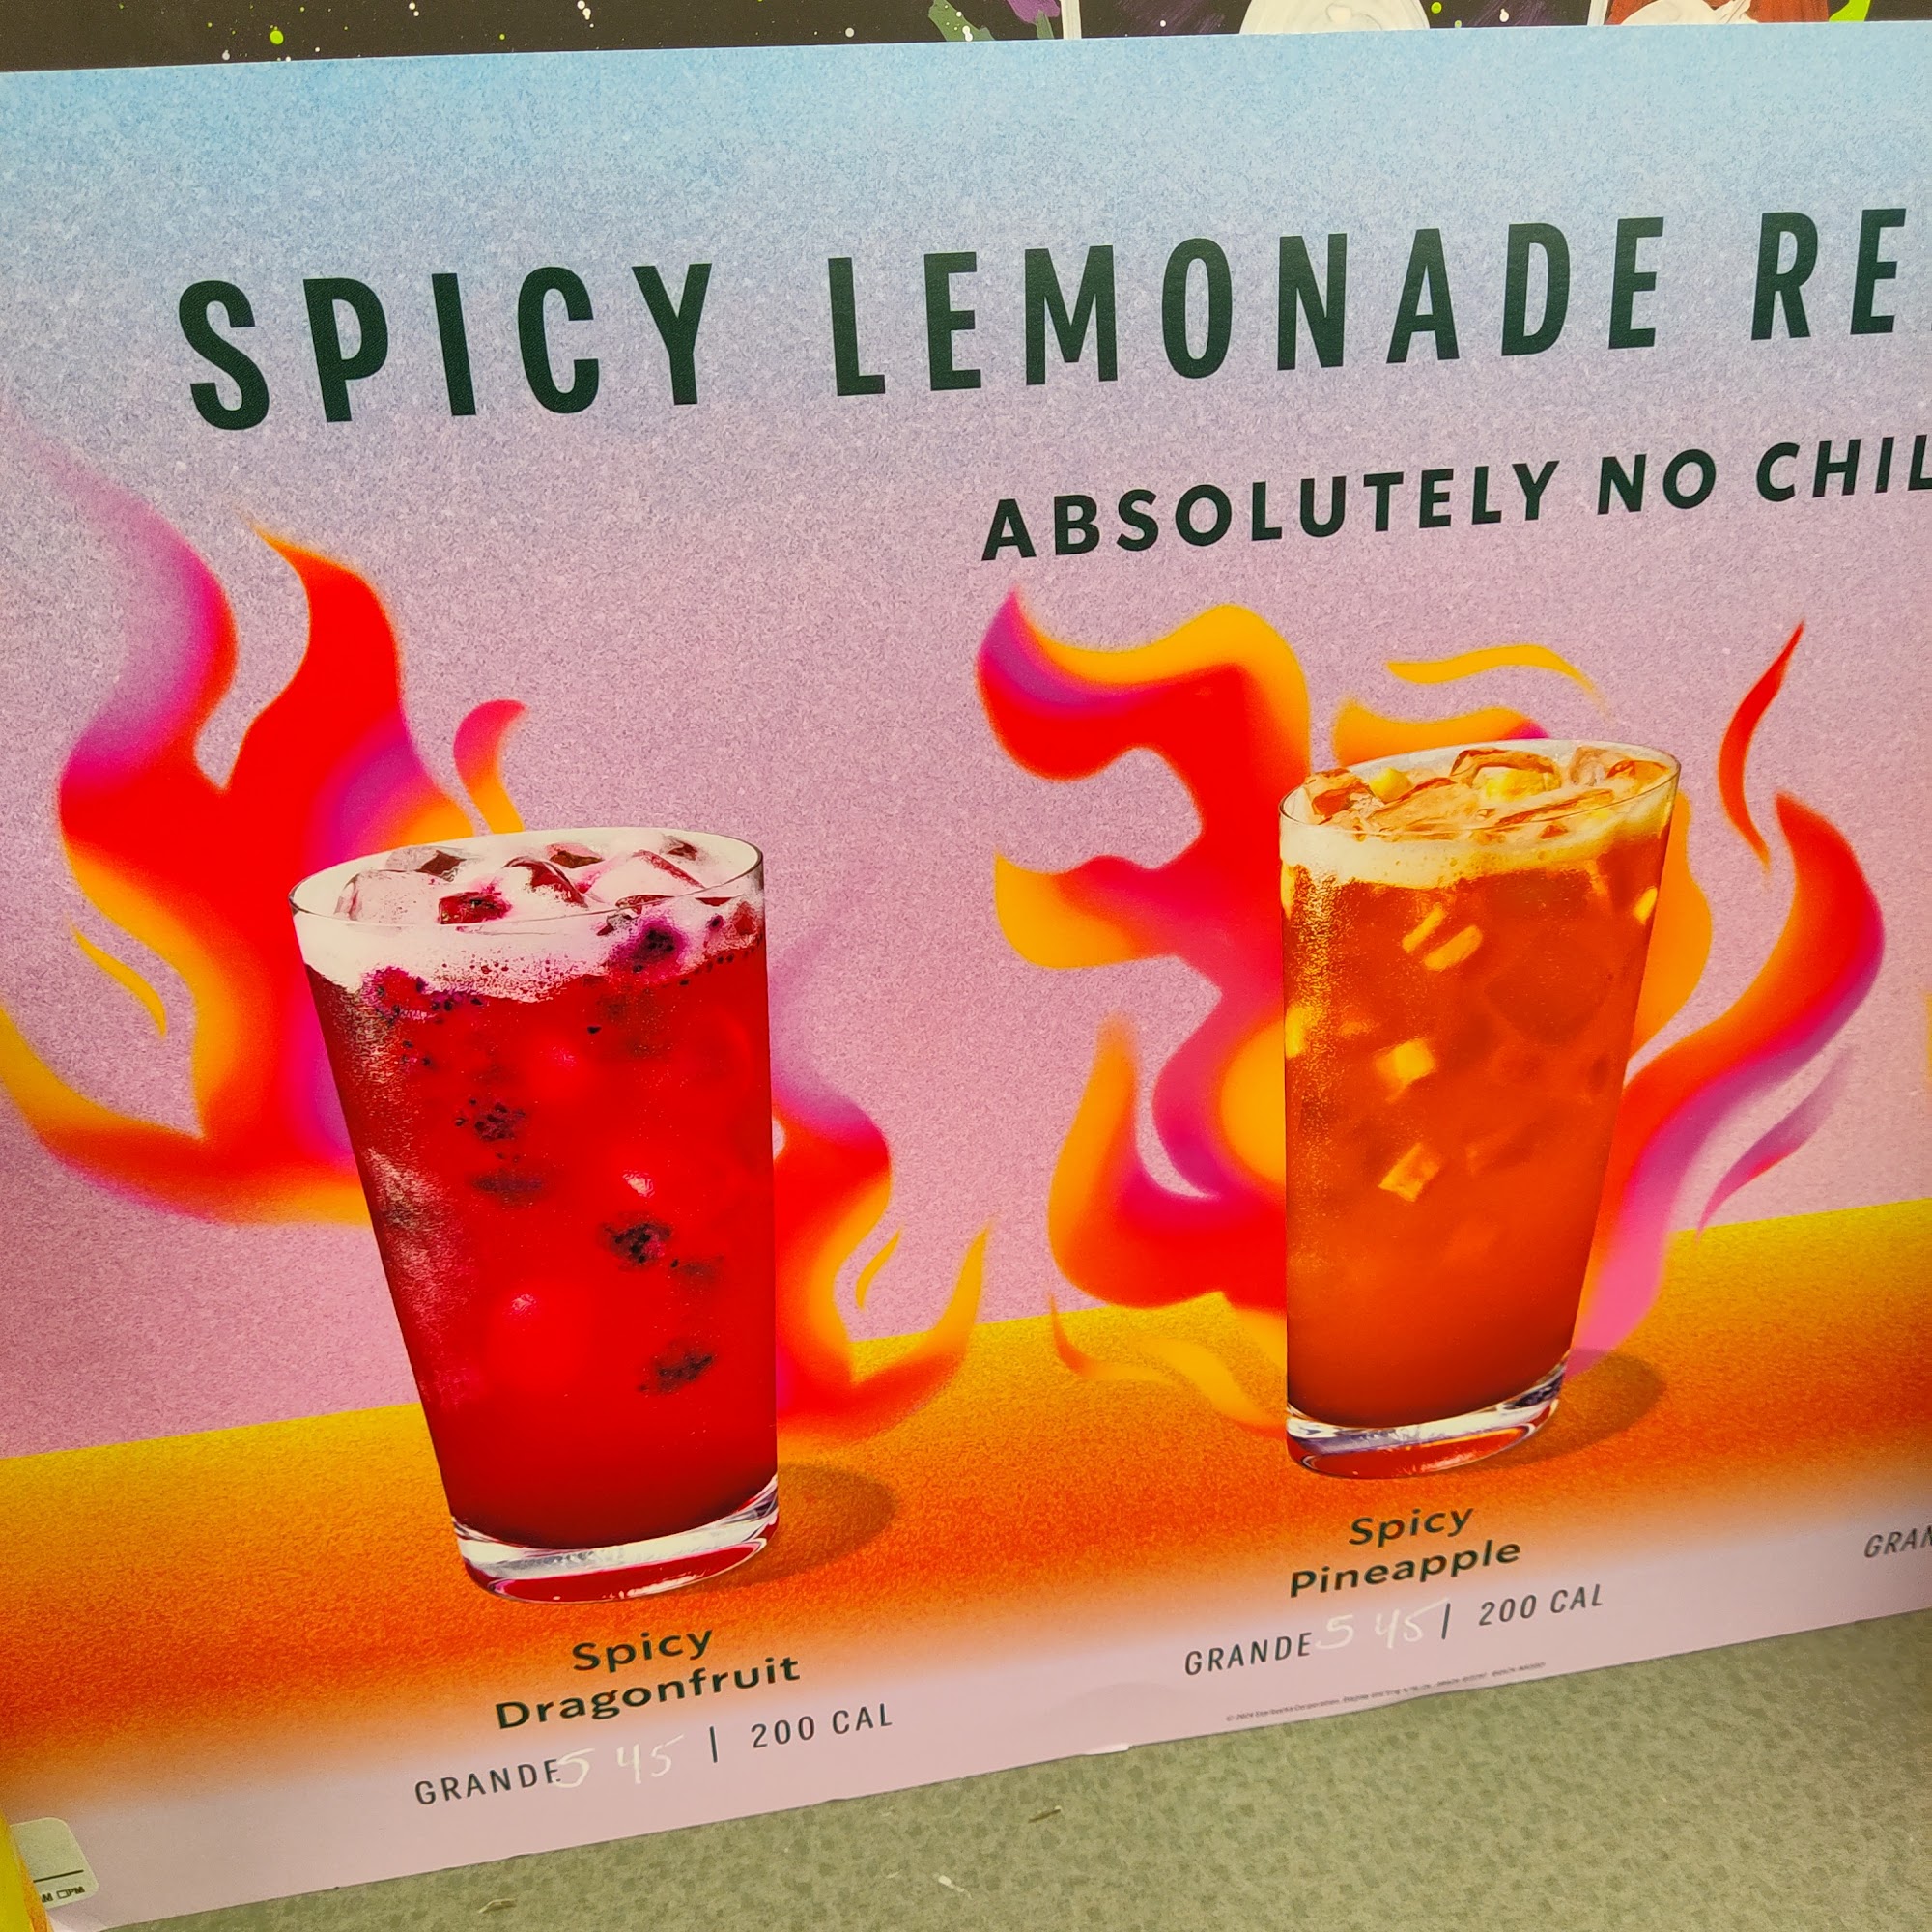 SPICY LEMONADE RE
ABSOLUTELY NO CHIL
Spicy
Dragonfruit
GRANDE 5 45 | 200 CAL
Spicy
Pineapple
GRANDE 5 45 | 200 CAL
GRAN